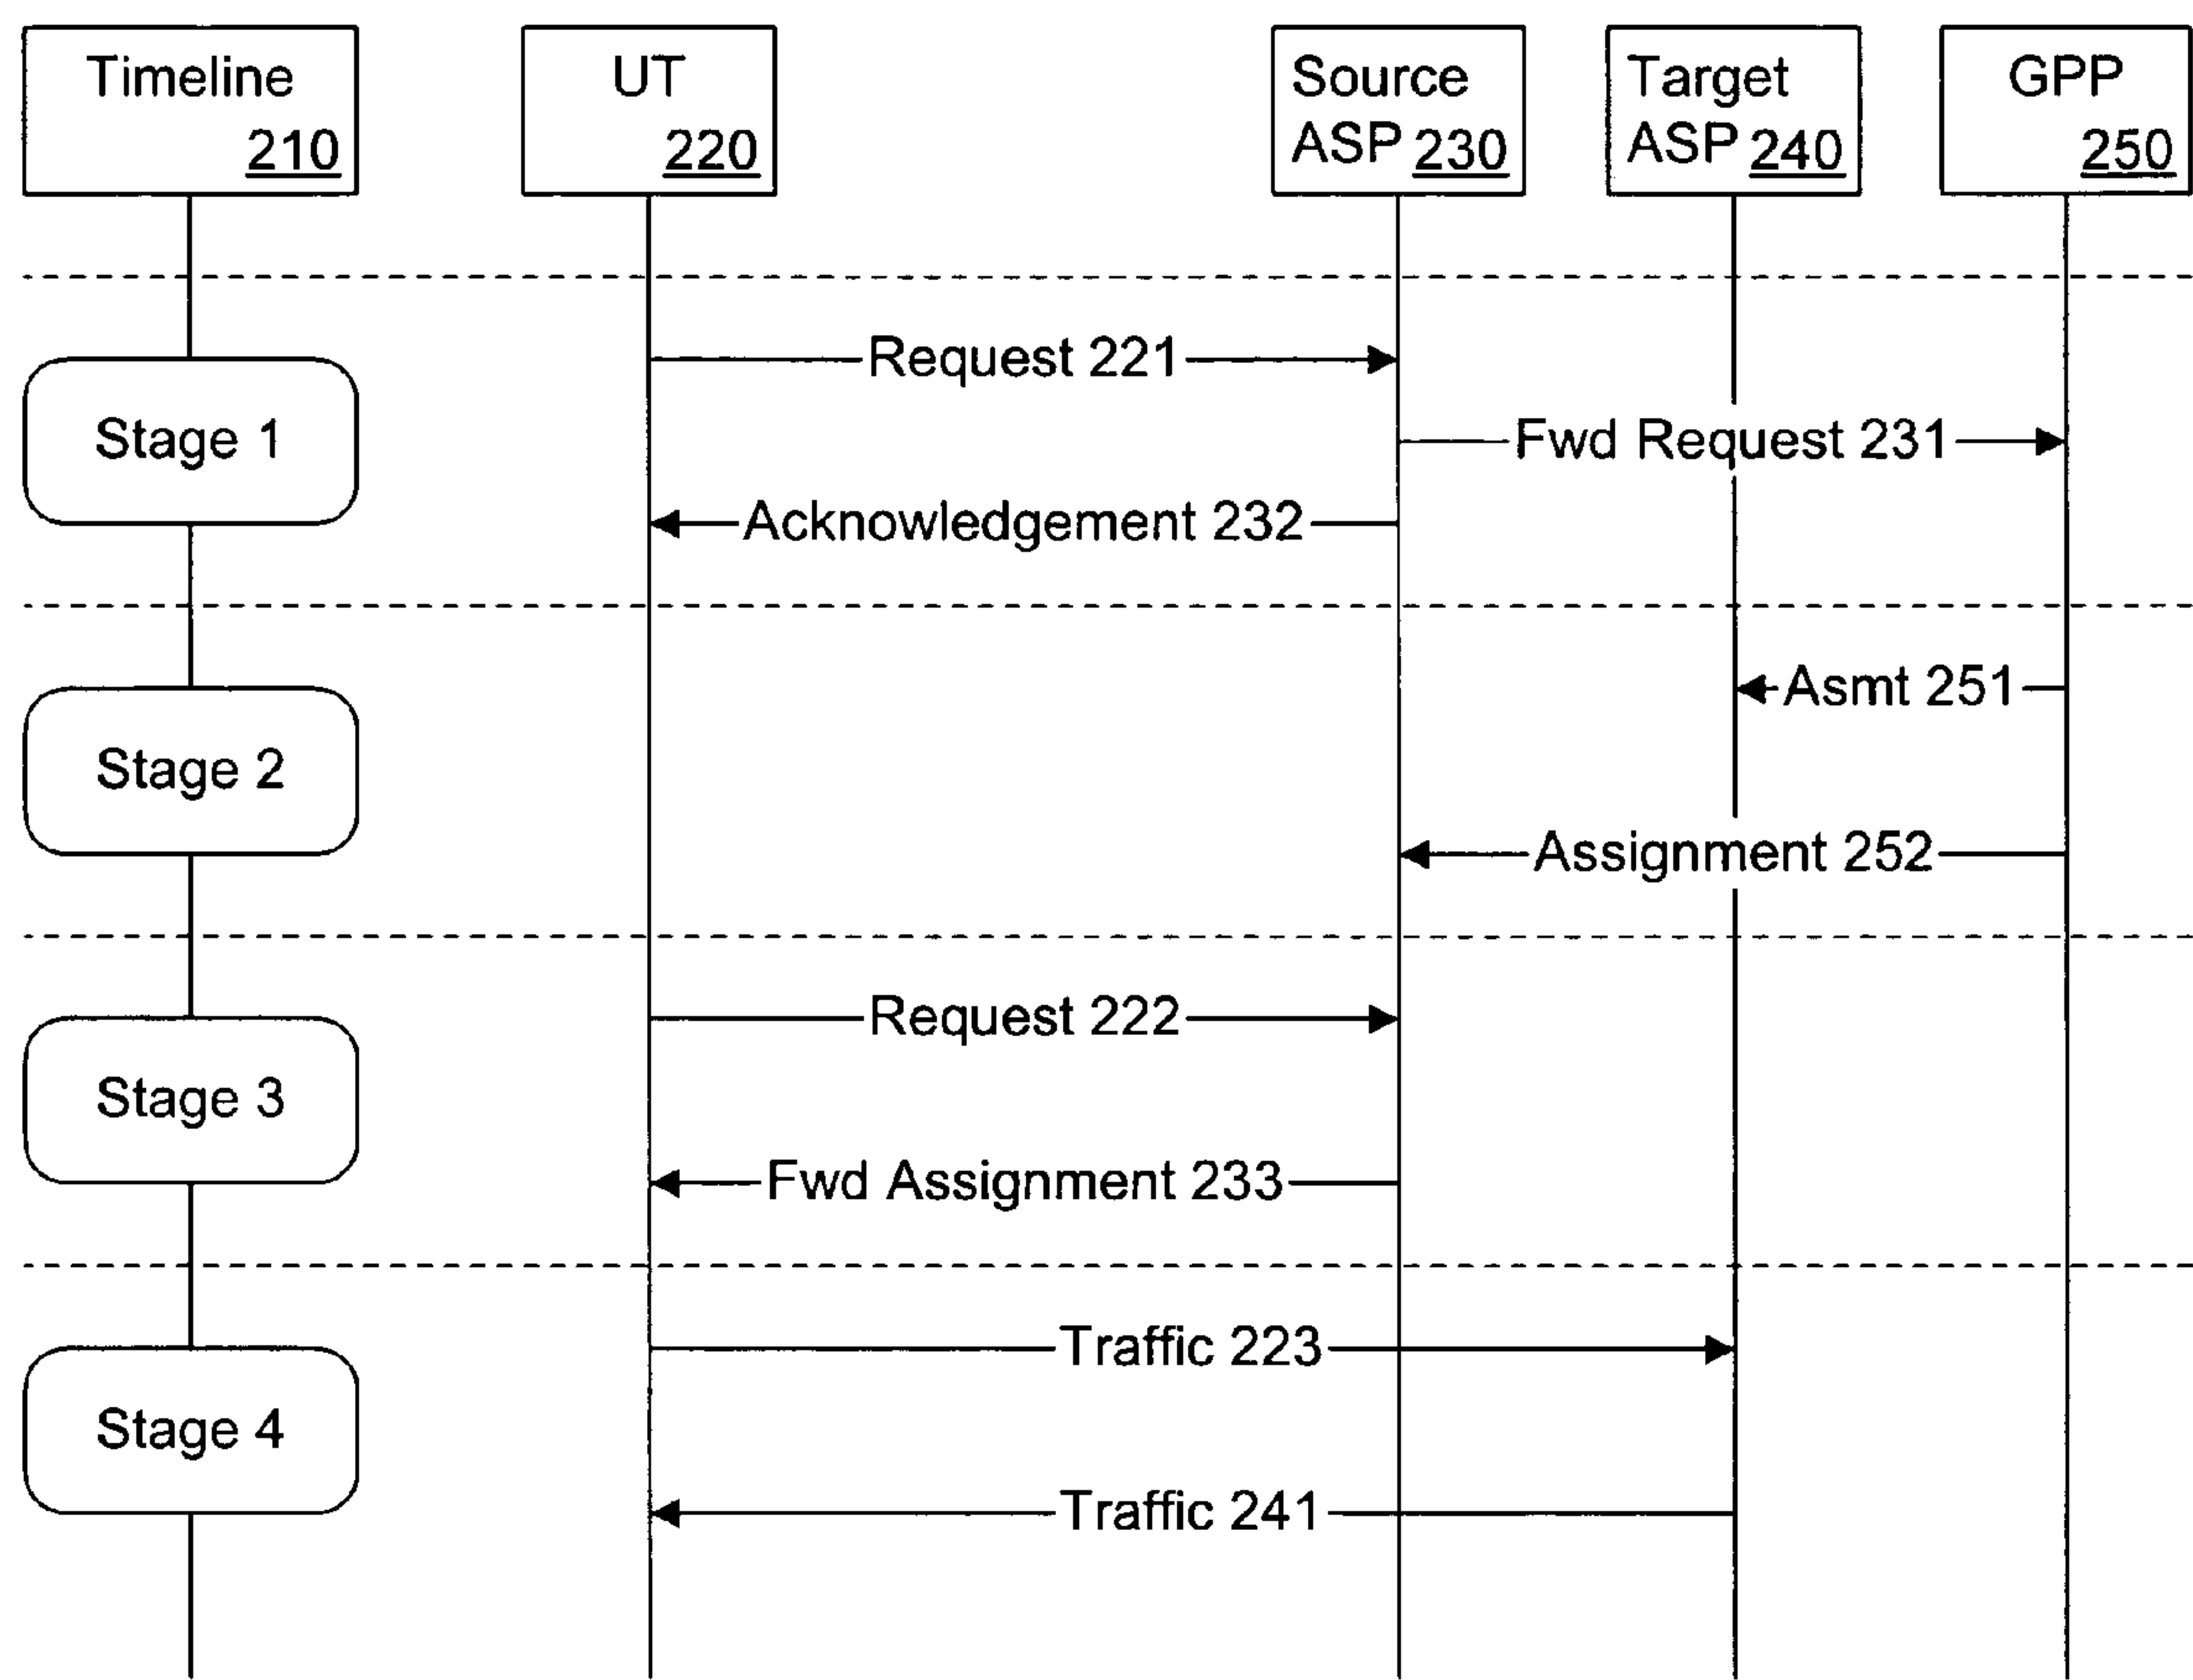 Timeline
210
UT
220
Source
ASP 230
Target
ASP 240
GPP
250
Request 221
Stage 1
Fwd Request 231
Acknowledgement 232
Asmt 251
Stage 2
Assignment 252
Request 222
Stage 3
Fwd Assignment 233
Traffic 223
Stage 4
Traffic 241